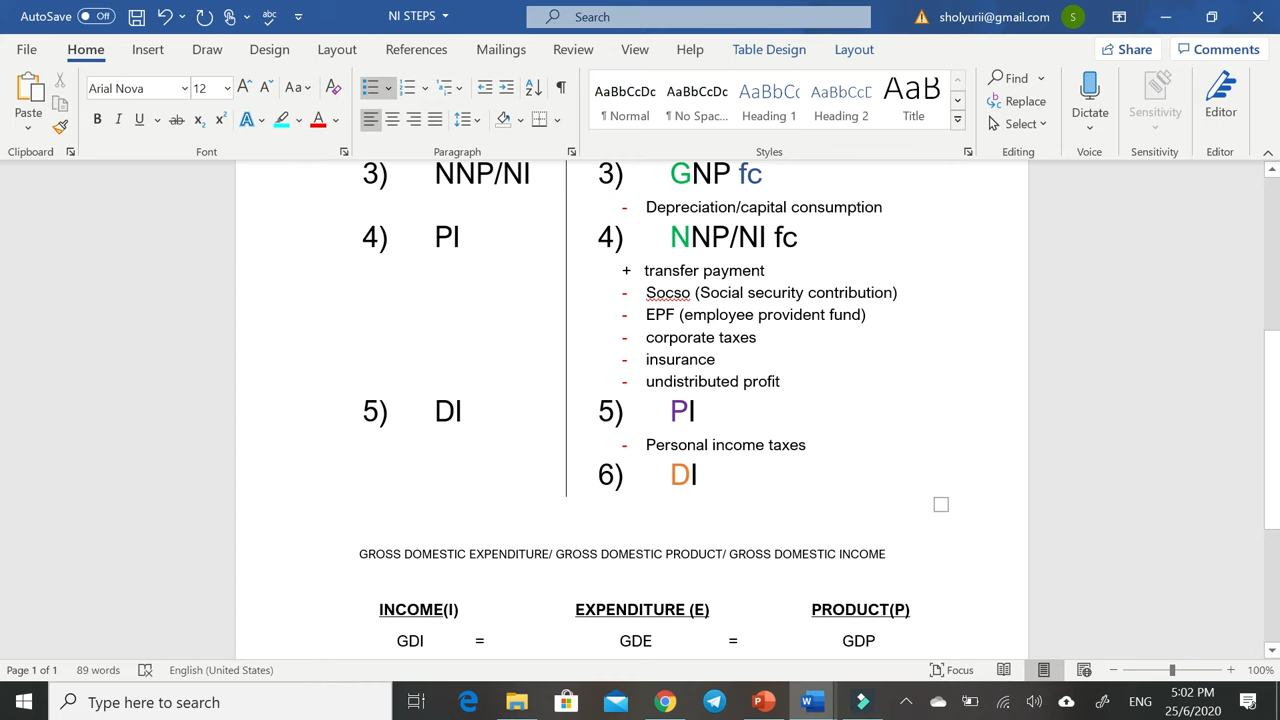 AutoSave Off NI STEPS Search sholyurii@gmail.com S
File Home Insert Draw Design Layout References Mailings Review View Help Table Design Layout Share Comments
Paste
Clipboard
Arial Nova 12 Aa
B I U ab x₂ x² A A
Font
Paragraph
AaBbCcDc AaBbCcDc AaBbCc AaBbCcD AaB
¶ Normal ¶ No Spac... Heading 1 Heading 2 Title
Styles
Find
Replace
Select
Editing
Dictate
Voice
Sensitivity
Sensitivity
Editor
Editor
3) NNP/NI 3) GNP fc
- Depreciation/capital consumption
4) PI 4) NNP/NI fc
+ transfer payment
- Socso (Social security contribution)
- EPF (employee provident fund)
- corporate taxes
- insurance
- undistributed profit
5) DI 5) PI
- Personal income taxes
6) DI
GROSS DOMESTIC EXPENDITURE/ GROSS DOMESTIC PRODUCT/ GROSS DOMESTIC INCOME
INCOME(I) EXPENDITURE (E) PRODUCT(P)
GDI = GDE = GDP
Page 1 of 1 89 words English (United States) Focus 100%
Type here to search ENG 5:02 PM
25/6/2020